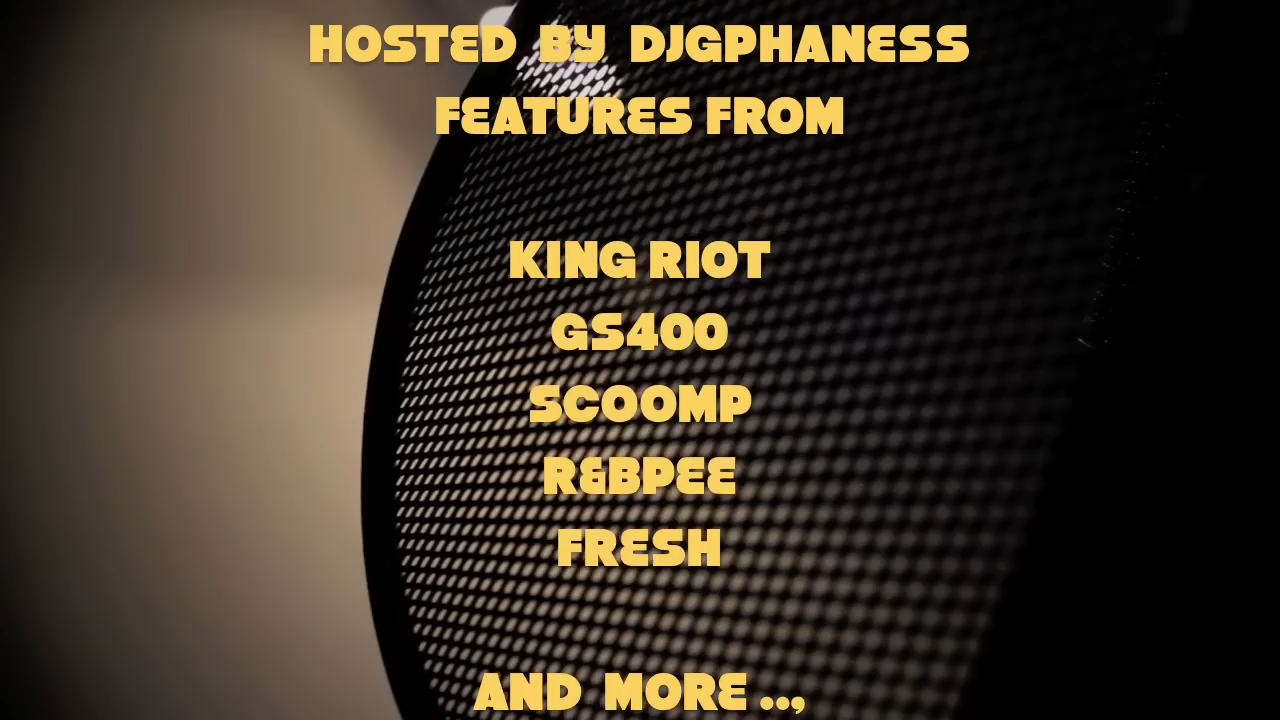 HOSTED BY DJGPHANESS
FEATURES FROM
KING RIOT
GS400
SCOOMP
R&BPEE
FRESH
AND MORE ..,